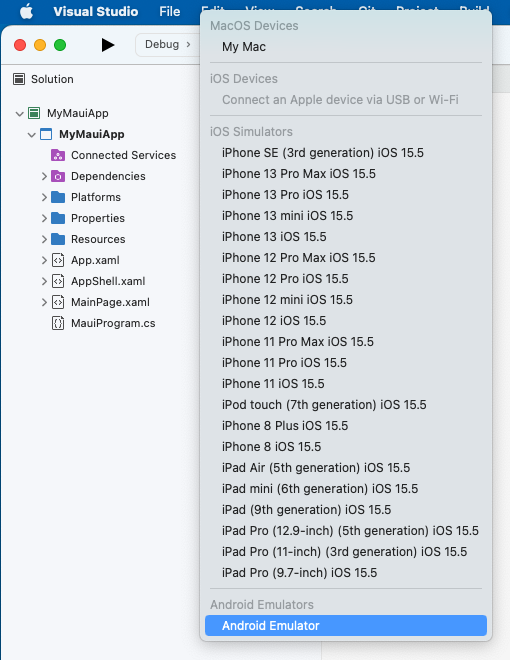 Visual Studio File Edit View Search Git Project Build
Debug ›
Solution
MyMauiApp
MyMauiApp
Connected Services
Dependencies
Platforms
Properties
Resources
App.xaml
AppShell.xaml
MainPage.xaml
MauiProgram.cs
MacOS Devices
My Mac
iOS Devices
Connect an Apple device via USB or Wi-Fi
iOS Simulators
iPhone SE (3rd generation) iOS 15.5
iPhone 13 Pro Max iOS 15.5
iPhone 13 Pro iOS 15.5
iPhone 13 mini iOS 15.5
iPhone 13 iOS 15.5
iPhone 12 Pro Max iOS 15.5
iPhone 12 Pro iOS 15.5
iPhone 12 mini iOS 15.5
iPhone 12 iOS 15.5
iPhone 11 Pro Max iOS 15.5
iPhone 11 Pro iOS 15.5
iPhone 11 iOS 15.5
iPod touch (7th generation) iOS 15.5
iPhone 8 Plus iOS 15.5
iPhone 8 iOS 15.5
iPad Air (5th generation) iOS 15.5
iPad mini (6th generation) iOS 15.5
iPad (9th generation) iOS 15.5
iPad Pro (12.9-inch) (5th generation) iOS 15.5
iPad Pro (11-inch) (3rd generation) iOS 15.5
iPad Pro (9.7-inch) iOS 15.5
Android Emulators
Android Emulator